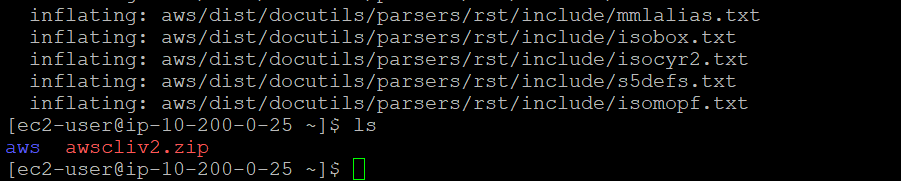 inflating: aws/dist/docutils/parsers/rst/include/mmlalias.txt
inflating: aws/dist/docutils/parsers/rst/include/isobox.txt
inflating: aws/dist/docutils/parsers/rst/include/isocyr2.txt
inflating: aws/dist/docutils/parsers/rst/include/s5defs.txt
inflating: aws/dist/docutils/parsers/rst/include/isomopf.txt
[ec2-user@ip-10-200-0-25 ~]$ ls
aws  awscliv2.zip
[ec2-user@ip-10-200-0-25 ~]$